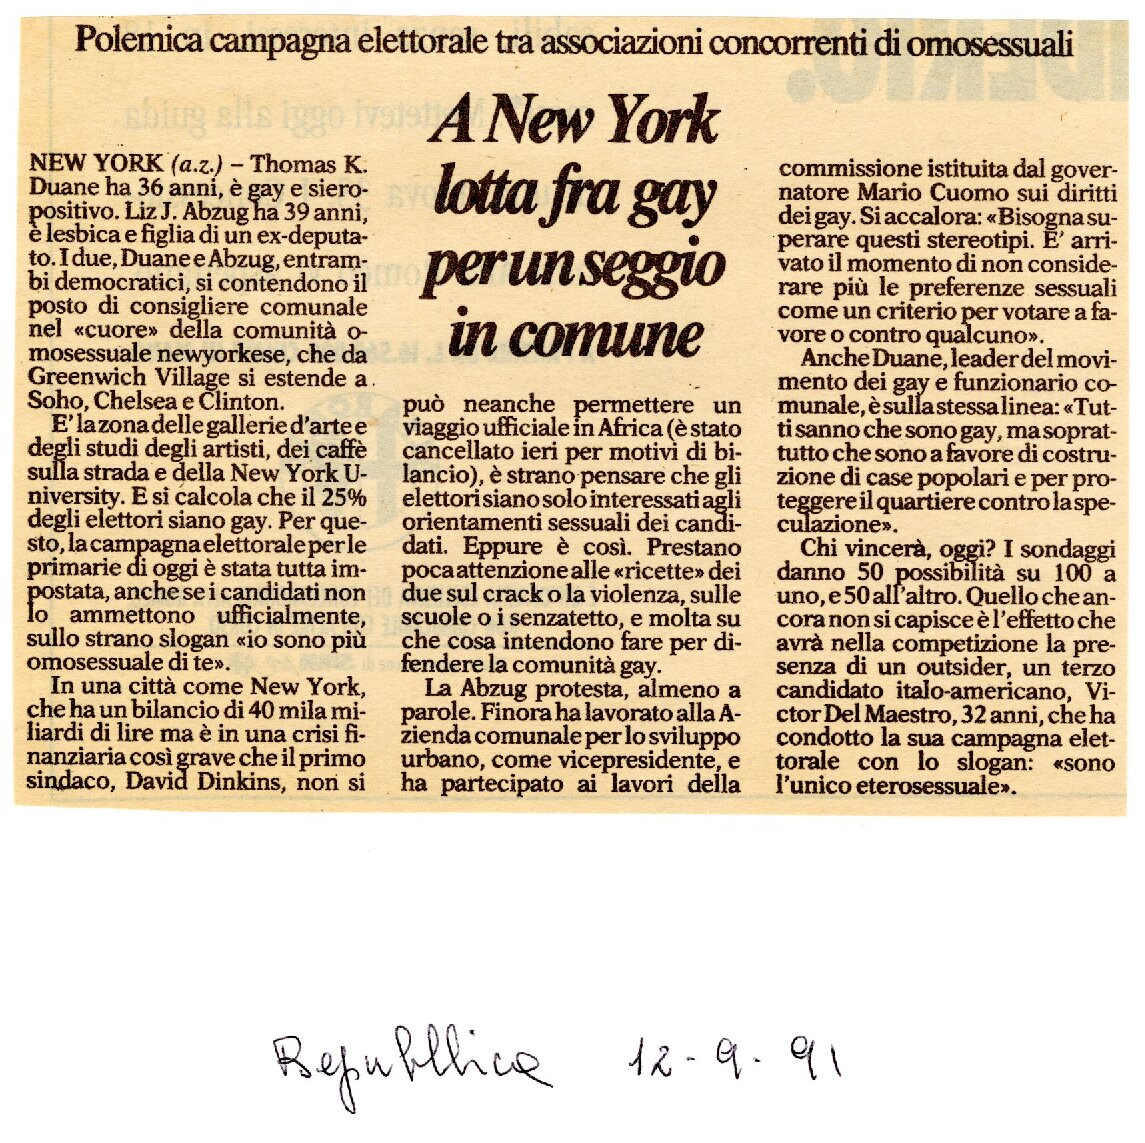 Polemica campagna elettorale tra associazioni concorrenti di omosessuali
A New York
lotta fra gay
per un seggio
in comune
NEW YORK (a.z.) – Thomas K.
Duane ha 36 anni, è gay e siero-
positivo. Liz J. Abzug ha 39 anni,
è lesbica e figlia di un ex-deputa-
to. I due, Duane e Abzug, entram-
bi democratici, si contendono il
posto di consigliere comunale
nel «cuore» della comunità o-
mosessuale newyorkese, che da
Greenwich Village si estende a
Soho, Chelsea e Clinton.
E' la zona delle gallerie d'arte e
degli studi degli artisti, dei caffè
sulla strada e della New York U-
niversity. E si calcola che il 25%
degli elettori siano gay. Per que-
sto, la campagna elettorale per le
primarie di oggi è stata tutta im-
postata, anche se i candidati non
lo ammettono ufficialmente,
sullo strano slogan «io sono più
omosessuale di te».
In una città come New York,
che ha un bilancio di 40 mila mi-
liardi di lire ma è in una crisi fi-
nanziaria così grave che il primo
sindaco, David Dinkins, non si
può neanche permettere un
viaggio ufficiale in Africa (è stato
cancellato ieri per motivi di bi-
lancio), è strano pensare che gli
elettori siano solo interessati agli
orientamenti sessuali dei candi-
dati. Eppure è così. Prestano
poca attenzione alle «ricette» dei
due sul crack o la violenza, sulle
scuole o i senzatetto, e molta su
che cosa intendono fare per di-
fendere la comunità gay.
La Abzug protesta, almeno a
parole. Finora ha lavorato alla A-
zienda comunale per lo sviluppo
urbano, come vicepresidente, e
ha partecipato ai lavori della
commissione istituita dal gover-
natore Mario Cuomo sui diritti
dei gay. Si accalora: «Bisogna su-
perare questi stereotipi. E' arri-
vato il momento di non conside-
rare più le preferenze sessuali
come un criterio per votare a fa-
vore o contro qualcuno».
Anche Duane, leader del movi-
mento dei gay e funzionario co-
munale, è sulla stessa linea: «Tut-
ti sanno che sono gay, ma soprat-
tutto che sono a favore di costru-
zione di case popolari e per pro-
teggere il quartiere contro la spe-
culazione».
Chi vincerà, oggi? I sondaggi
danno 50 possibilità su 100 a
uno, e 50 all'altro. Quello che an-
cora non si capisce è l'effetto che
avrà nella competizione la pre-
senza di un outsider, un terzo
candidato italo-americano, Vi-
ctor Del Maestro, 32 anni, che ha
condotto la sua campagna elet-
torale con lo slogan: «sono
l'unico eterosessuale».
Repubblica 12-9-91